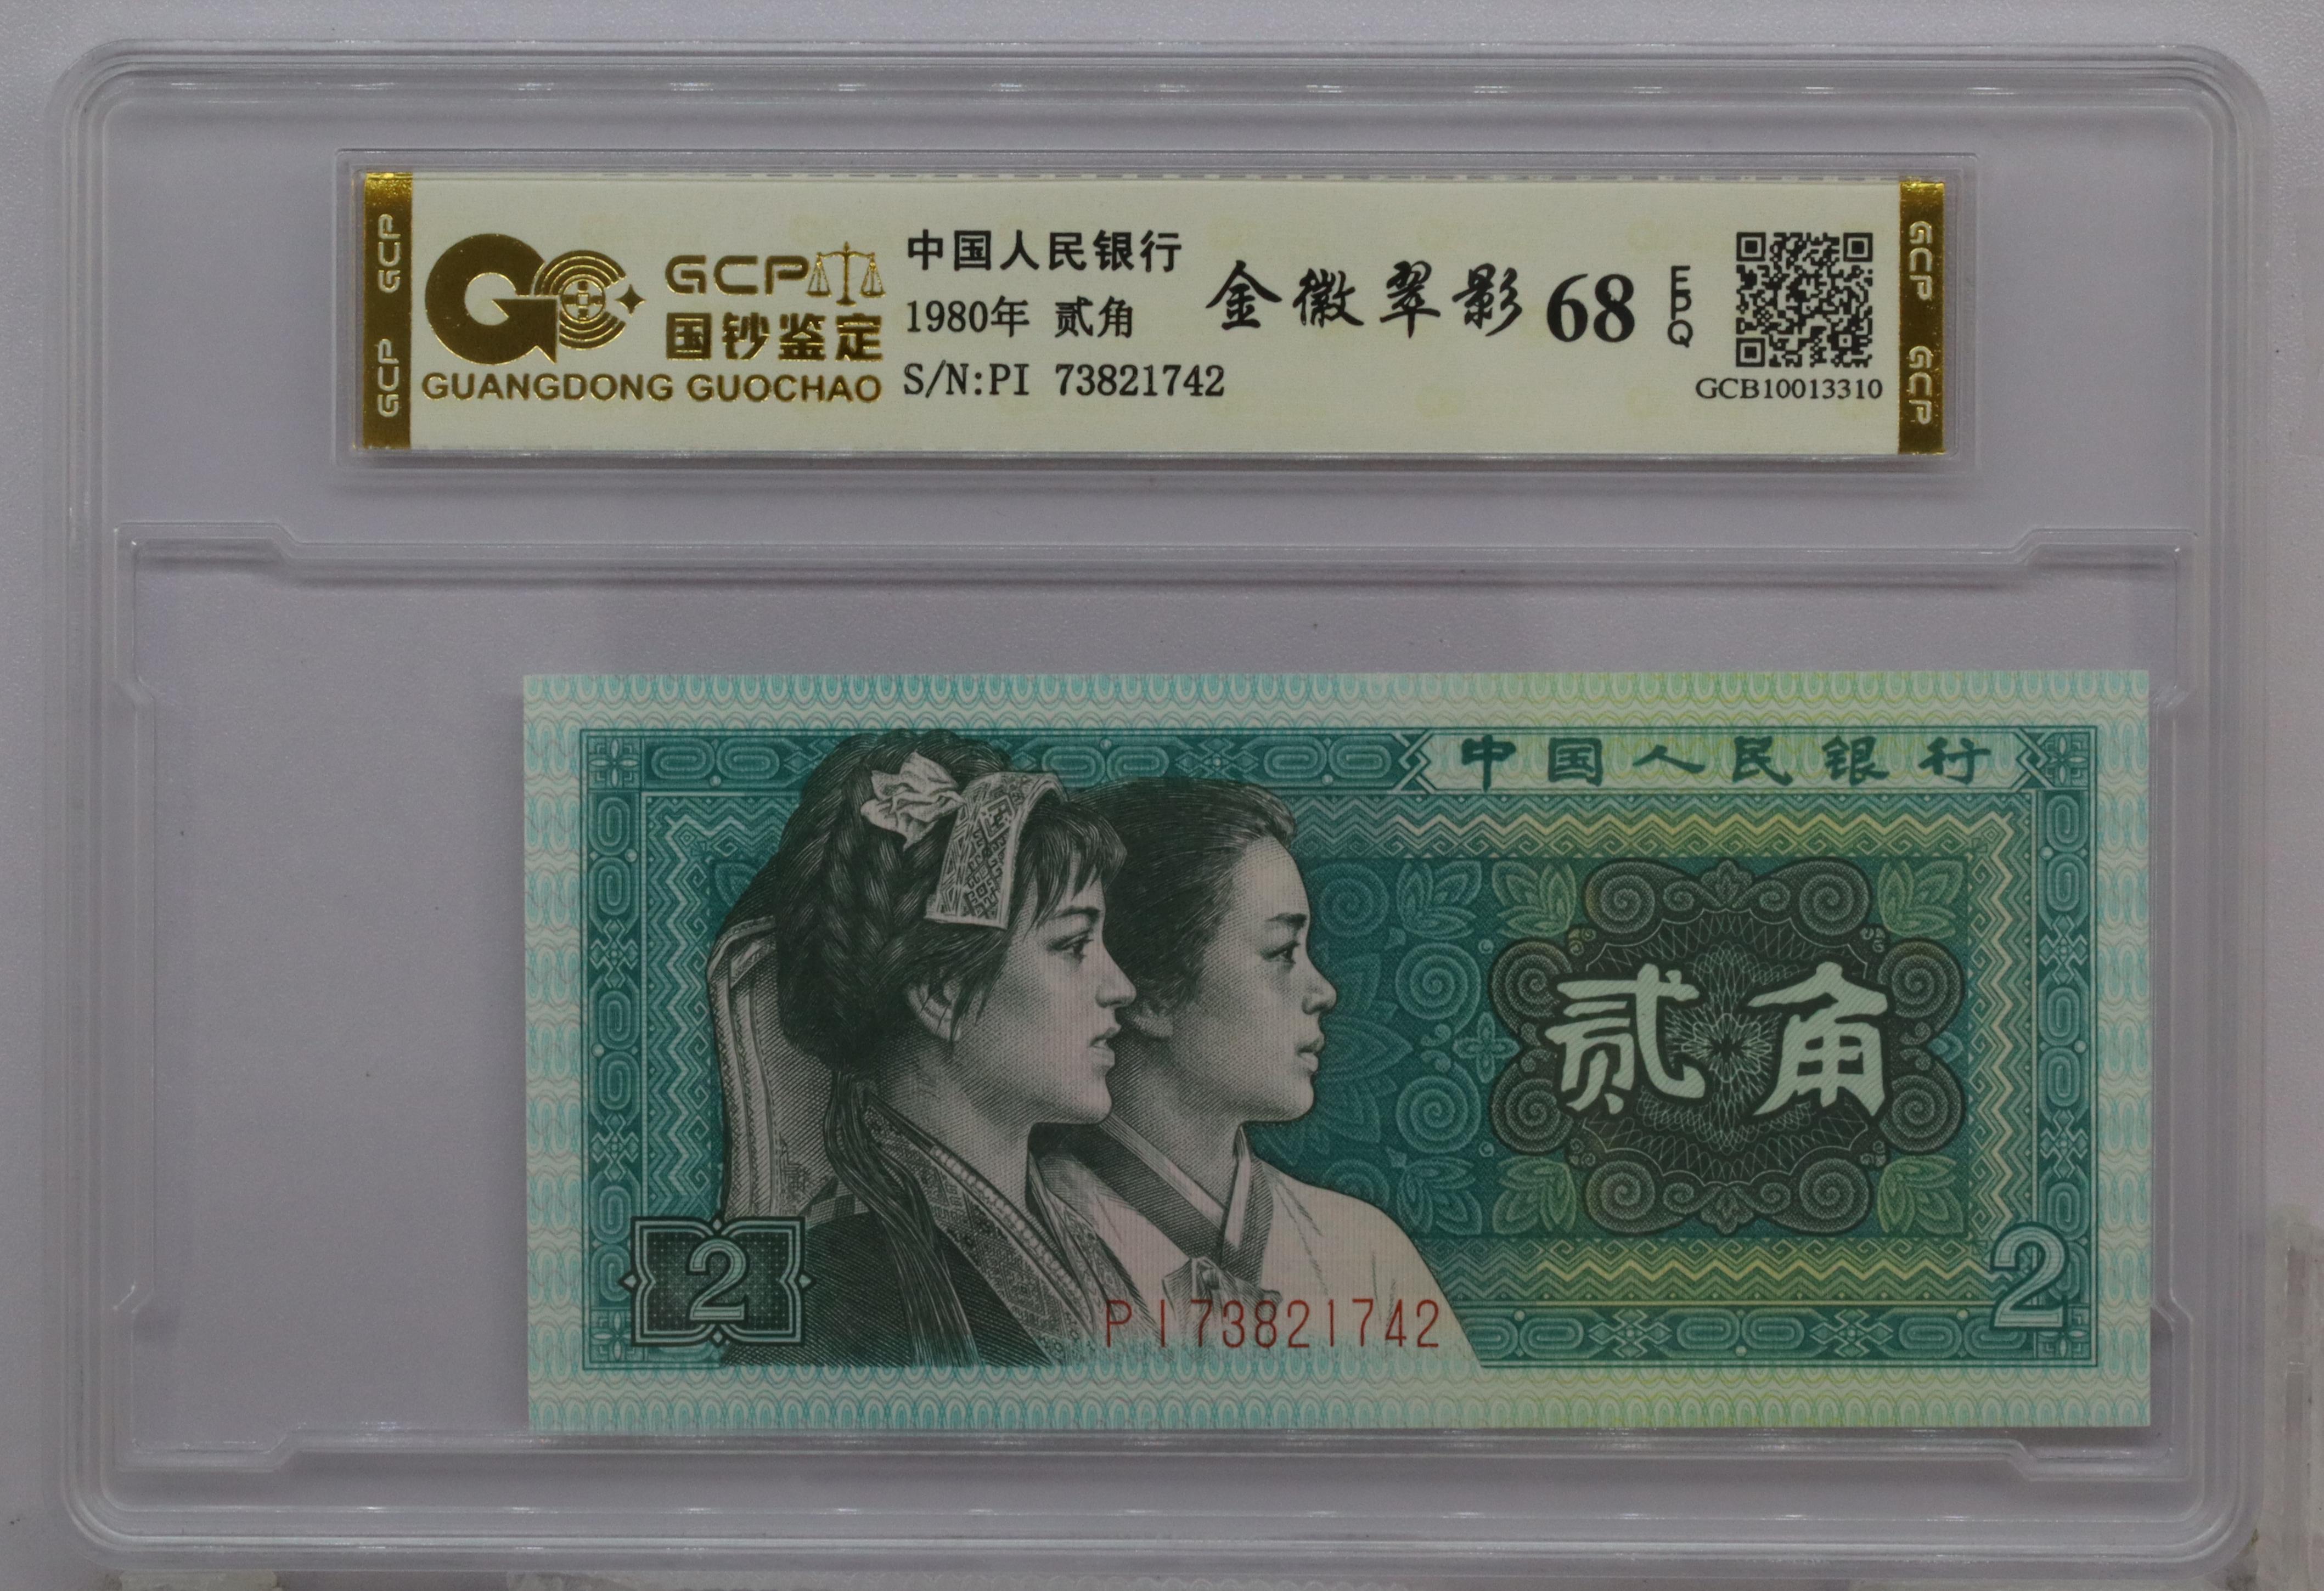 GCP GCP
GCP
国钞鉴定
GUANGDONG GUOCHAO
中国人民银行
1980年 贰角
S/N:PI 73821742
金徽翠影 68 EPQ
GCB10013310
GCP GCP
中国人民银行
贰角
2
2
PI73821742